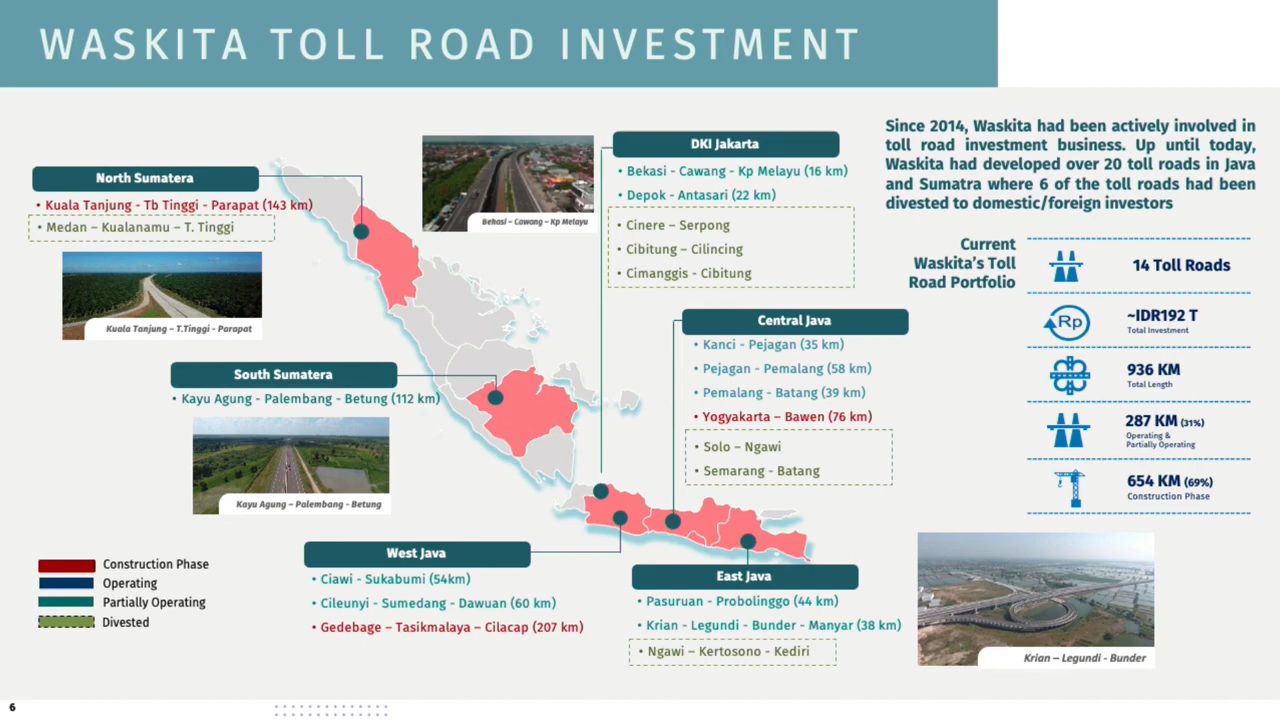 WASKITA TOLL ROAD INVESTMENT
North Sumatera
• Kuala Tanjung - Tb Tinggi - Parapat (143 km)
• Medan – Kualanamu – T. Tinggi
Kuala Tanjung – T.Tinggi - Parapat
South Sumatera
• Kayu Agung - Palembang - Betung (112 km)
Kayu Agung – Palembang - Betung
Bekasi – Cawang – Kp Melayu
DKI Jakarta
• Bekasi - Cawang - Kp Melayu (16 km)
• Depok - Antasari (22 km)
• Cinere – Serpong
• Cibitung – Cilincing
• Cimanggis - Cibitung
Central Java
• Kanci - Pejagan (35 km)
• Pejagan - Pemalang (58 km)
• Pemalang - Batang (39 km)
• Yogyakarta – Bawen (76 km)
• Solo – Ngawi
• Semarang - Batang
West Java
• Ciawi - Sukabumi (54km)
• Cileunyi - Sumedang - Dawuan (60 km)
• Gedebage – Tasikmalaya – Cilacap (207 km)
East Java
• Pasuruan - Probolinggo (44 km)
• Krian - Legundi - Bunder - Manyar (38 km)
• Ngawi – Kertosono - Kediri
Since 2014, Waskita had been actively involved in
toll road investment business. Up until today,
Waskita had developed over 20 toll roads in Java
and Sumatra where 6 of the toll roads had been
divested to domestic/foreign investors
Current
Waskita's Toll
Road Portfolio
14 Toll Roads
Rp
~IDR192 T
Total Investment
936 KM
Total Length
287 KM (31%)
Operating &
Partially Operating
654 KM (69%)
Construction Phase
Krian – Legundi - Bunder
Construction Phase
Operating
Partially Operating
Divested
6